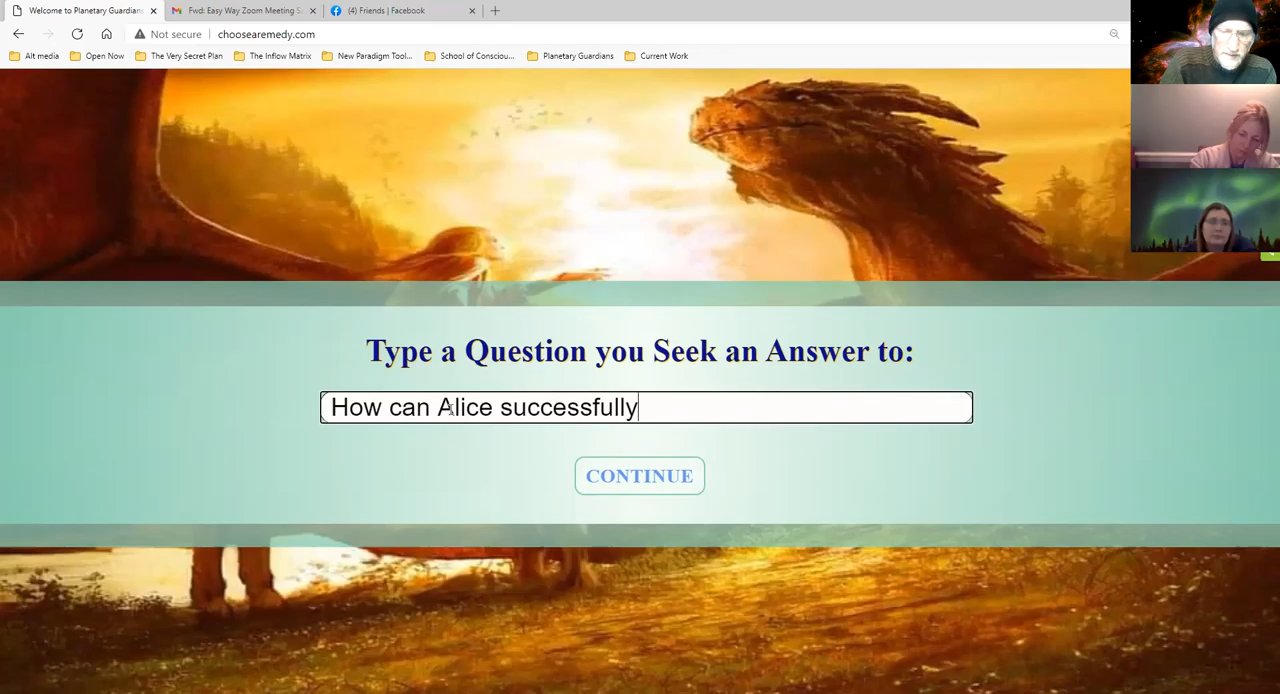 Welcome to Planetary Guardian
Fwd: Easy Way Zoom Meeting S
(4) Friends | Facebook
Not secure
choosearemedy.com
Alt media
Open Now
The Very Secret Plan
The Inflow Matrix
New Paradigm Tool...
School of Consciou...
Planetary Guardians
Current Work
Type a Question you Seek an Answer to:
How can Alice successfully
CONTINUE